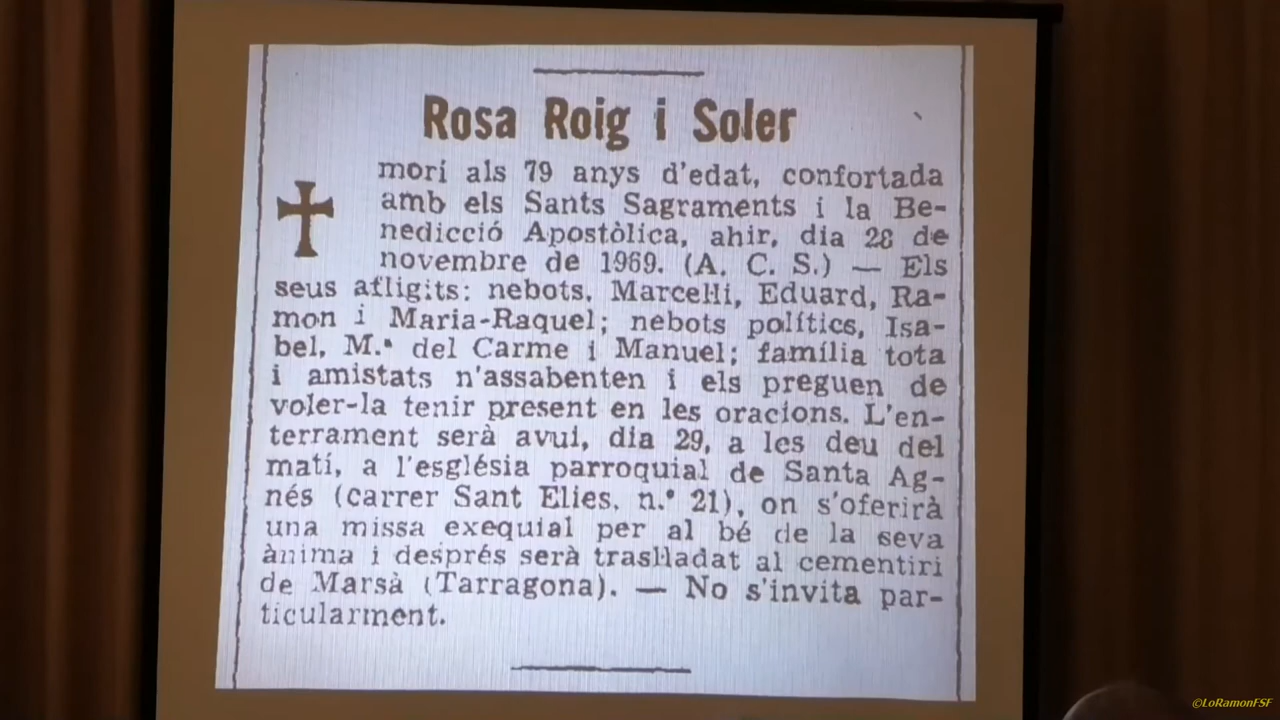 Rosa Roig i Soler
morí als 79 anys d'edat, confortada
amb els Sants Sagraments i la Be-
nedicció Apostòlica, ahir, dia 28 de
novembre de 1969. (A. C. S.) — Els
seus afligits: nebots, Marceŀlí, Eduard, Ra-
mon i Maria-Raquel; nebots polítics, Isa-
bel, M.ª del Carme i Manuel; família tota
i amistats n'assabenten i els preguen de
voler-la tenir present en les oracions. L'en-
terrament serà avui, dia 29, a les deu del
matí, a l'església parroquial de Santa Ag-
nés (carrer Sant Elies, n.º 21), on s'oferirà
una missa exequial per al bé de la seva
ànima i després serà trasŀladat al cementiri
de Marsà (Tarragona). — No s'invita par-
ticularment.
©LoRamonFSF